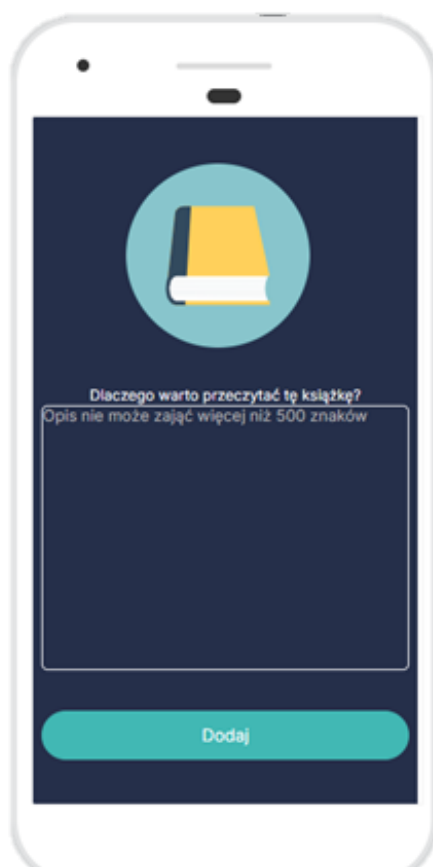 Dlaczego warto przeczytać tę książkę?
Opis nie może zająć więcej niż 500 znaków
Dodaj